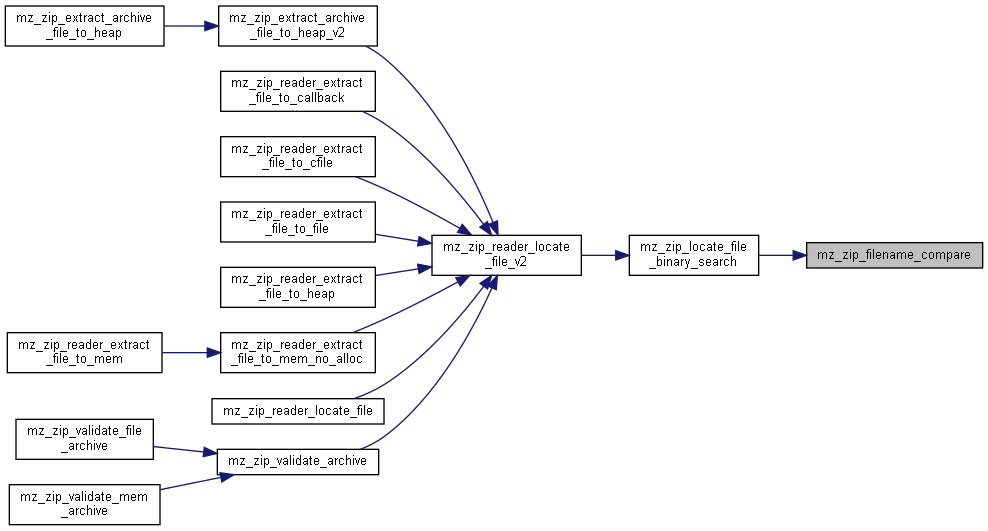 mz_zip_extract_archive
_file_to_heap
mz_zip_extract_archive
_file_to_heap_v2
mz_zip_reader_extract
_file_to_callback
mz_zip_reader_extract
_file_to_cfile
mz_zip_reader_extract
_file_to_file
mz_zip_reader_locate
_file_v2
mz_zip_locate_file
_binary_search
mz_zip_filename_compare
mz_zip_reader_extract
_file_to_heap
mz_zip_reader_extract
_file_to_mem
mz_zip_reader_extract
_file_to_mem_no_alloc
mz_zip_reader_locate_file
mz_zip_validate_file
_archive
mz_zip_validate_archive
mz_zip_validate_mem
_archive